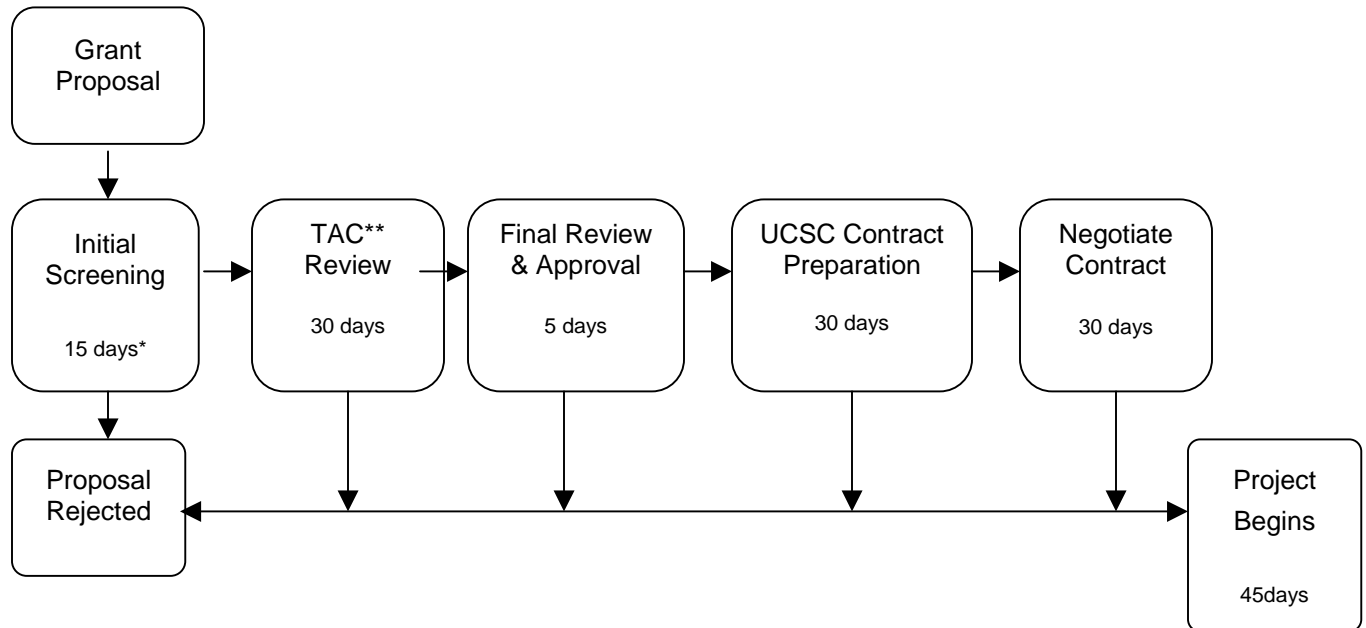 Grant
Proposal
Initial
Screening
15 days*
TAC**
Review
30 days
Final Review
& Approval
5 days
UCSC Contract
Preparation
30 days
Negotiate
Contract
30 days
Proposal
Rejected
Project
Begins
45days